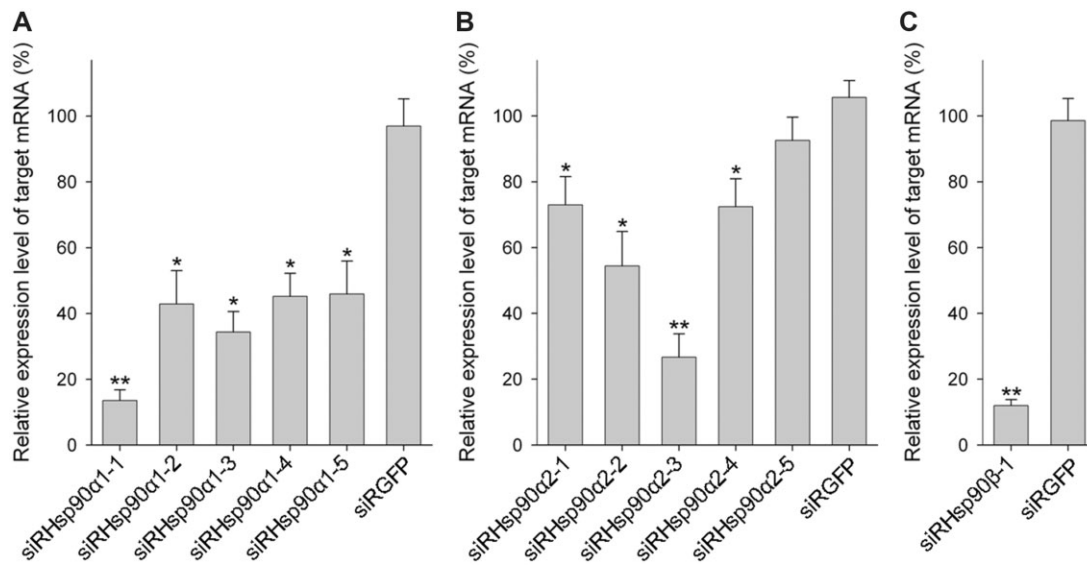 A
Relative expression level of target mRNA (%)
100
80
60
40
20
0
**
*
*
*
*
siRHsp90α1-1
siRHsp90α1-2
siRHsp90α1-3
siRHsp90α1-4
siRHsp90α1-5
siRGFP
B
Relative expression level of target mRNA (%)
100
80
60
40
20
0
*
*
**
*
siRHsp90α2-1
siRHsp90α2-2
siRHsp90α2-3
siRHsp90α2-4
siRHsp90α2-5
siRGFP
C
Relative expression level of target mRNA (%)
100
80
60
40
20
0
**
siRHsp90β-1
siRGFP